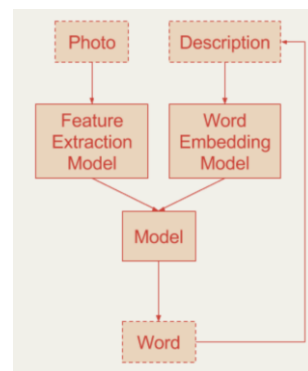 Photo
Description
Feature
Extraction
Model
Word
Embedding
Model
Model
Word